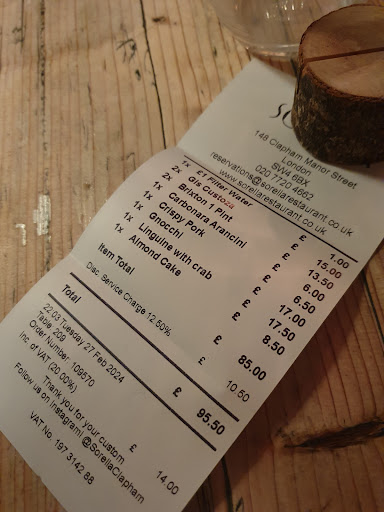 SO
148 Clapham Manor Street
London
SW4 6BX
020 7720 4662
reservations@sorellarestaurant.co.uk
www.sorellarestaurant.co.uk
1x £1 Filter Water £ 1.00
2x Gls Custoza £ 15.00
2x Brixton 1 Pint £ 13.50
1x Carbonara Arancini £ 6.00
1x Crispy Pork £ 6.50
1x Gnocchi £ 17.00
1x Linguine with crab £ 17.50
1x Almond Cake £ 8.50
Item Total £ 85.00
Disc. Service Charge 12.50% £ 10.50
Total £ 95.50
22:03 Tuesday 27 Feb 2024
Table: 209
Order Number: 109570
Inc. of VAT (20.00%) £ 14.00
Thank you for your custom
Follow us on Instagram! @SorellaClapham
VAT No. 197 3142 88